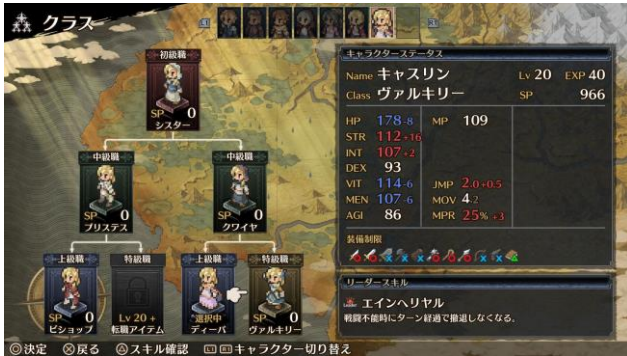 クラス
L1
R1
初級職
SP 0
シスター
中級職
SP 0
プリステス
中級職
SP 0
クワイヤ
上級職
SP 0
ビショップ
特級職
Lv 20 +
転職アイテム
上級職
選択中
ディーバ
特級職
SP 0
ヴァルキリー
キャラクターステータス
Name キャスリン Lv 20 EXP 40
Class ヴァルキリー SP 966
HP 178-8 MP 109
STR 112+16
INT 107+2
DEX 93
VIT 114-6 JMP 2.0+0.5
MEN 107-6 MOV 4.2
AGI 86 MPR 25% +3
装備制限
リーダースキル
エインヘリヤル
戦闘不能時にターン経過で撤退しなくなる。
決定 戻る スキル確認 L1 R1 キャラクター切り替え